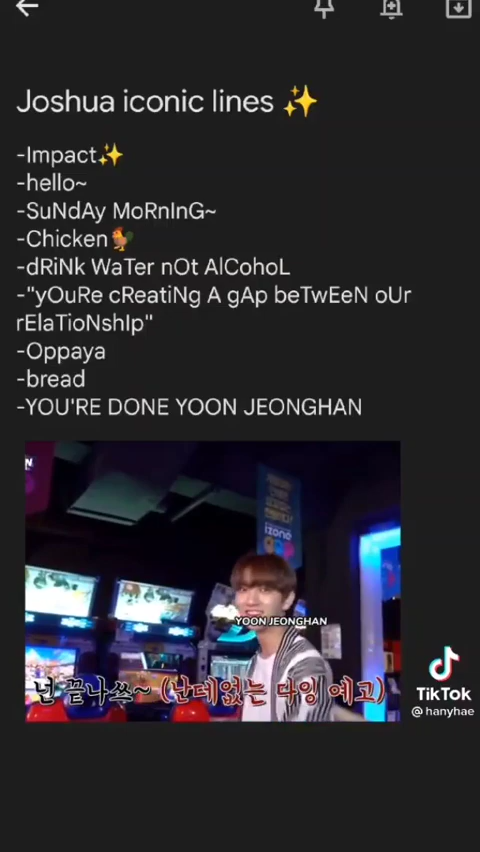 Joshua iconic lines ✨
-Impact✨
-hello~
-SuNdAy MoRnInG~
-Chicken🐓
-dRiNk WaTer nOt AlCohoL
-"yOuRe cReatiNg A gAp beTwEeN oUr
rElaTioNshIp"
-Oppaya
-bread
-YOU'RE DONE YOON JEONGHAN
izone
YOON JEONGHAN
넌 끝나쓰~ (난데없는 다잉 예고)
TikTok
@hanyhae